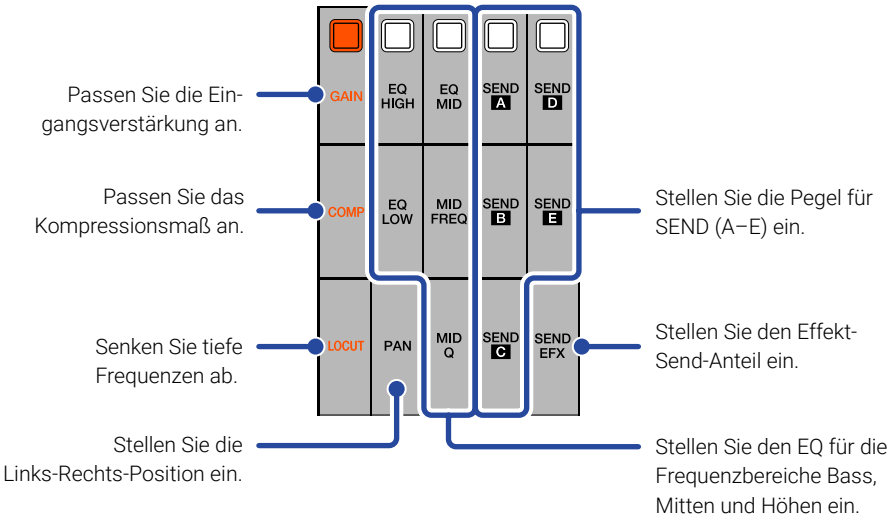 Passen Sie die Ein-
gangsverstärkung an.
Passen Sie das
Kompressionsmaß an.
Senken Sie tiefe
Frequenzen ab.
Stellen Sie die
Links-Rechts-Position ein.
GAIN
EQ
HIGH
EQ
MID
SEND
A
SEND
D
COMP
EQ
LOW
MID
FREQ
SEND
B
SEND
E
LOCUT
PAN
MID
Q
SEND
C
SEND
EFX
Stellen Sie die Pegel für
SEND (A–E) ein.
Stellen Sie den Effekt-
Send-Anteil ein.
Stellen Sie den EQ für die
Frequenzbereiche Bass,
Mitten und Höhen ein.